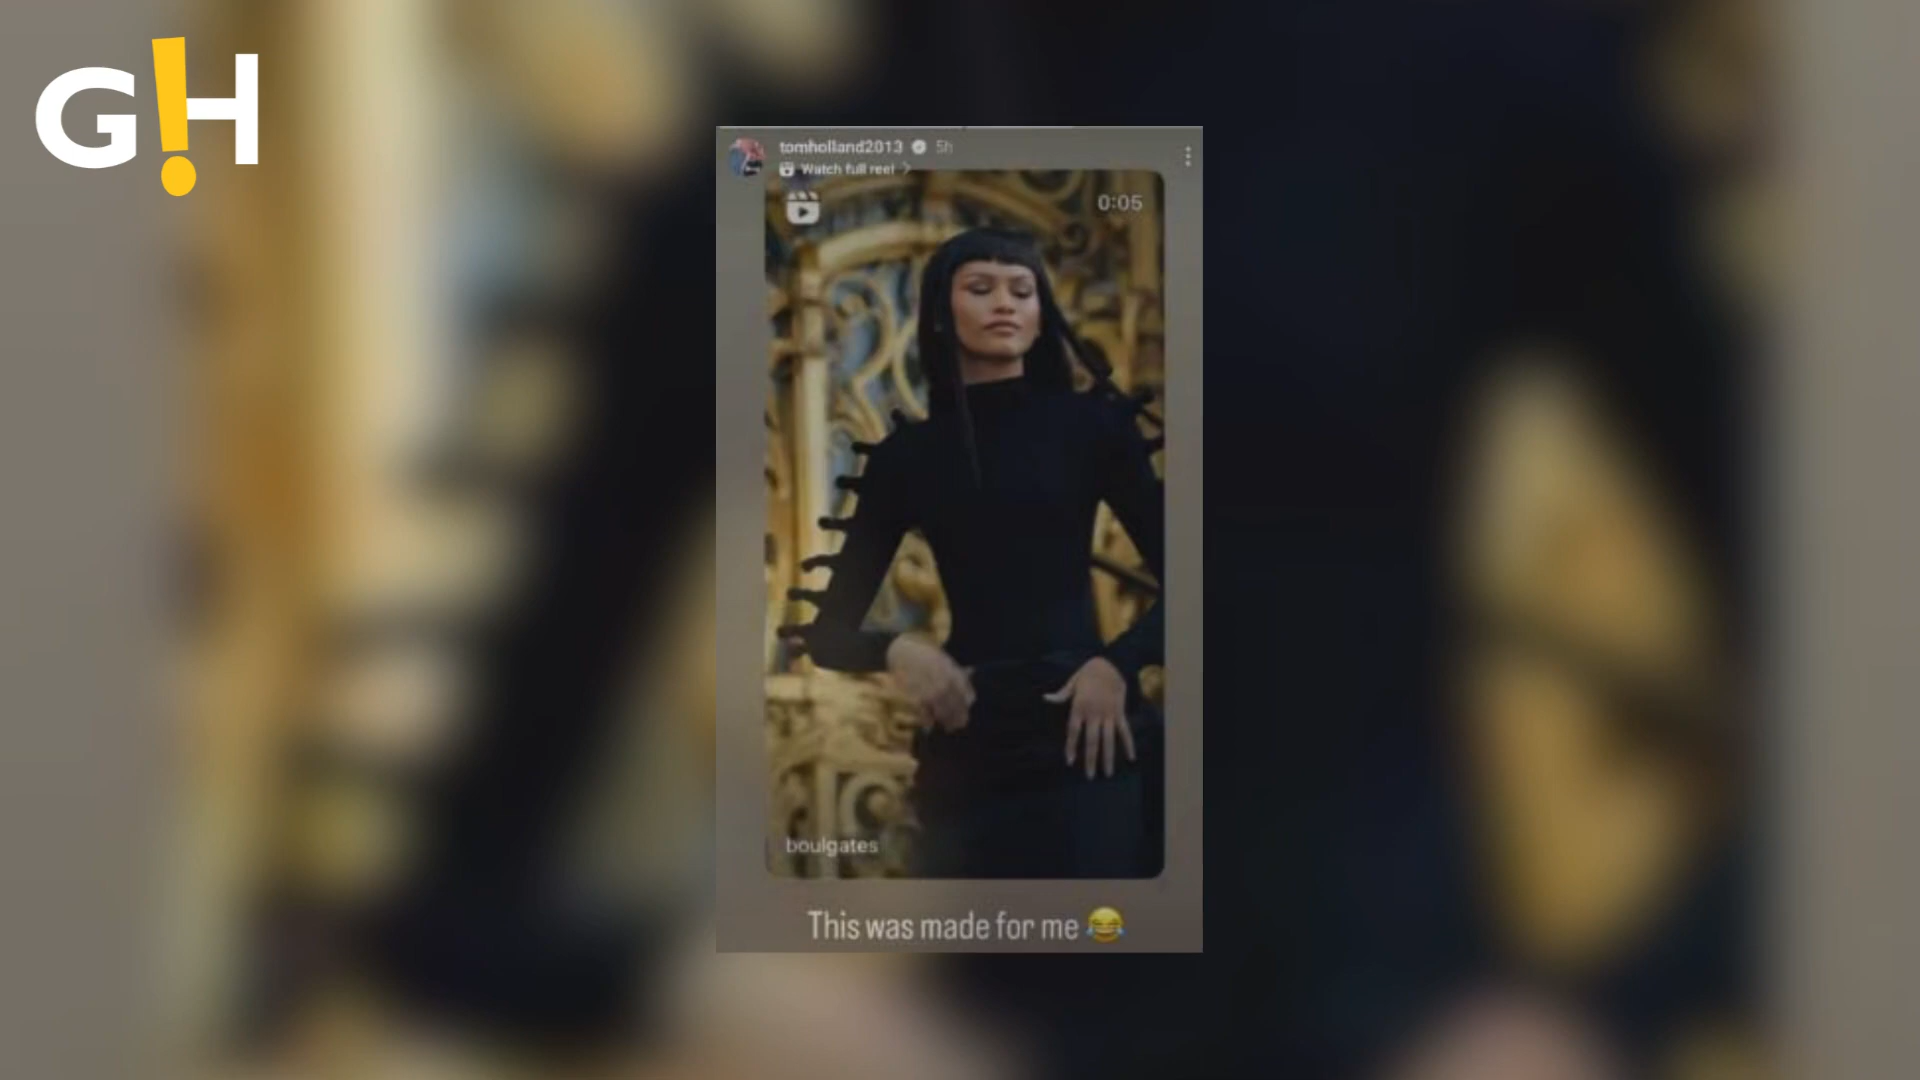 G!H
tomholland2013 5h
Watch full reel
0:05
boulgates
This was made for me 😂